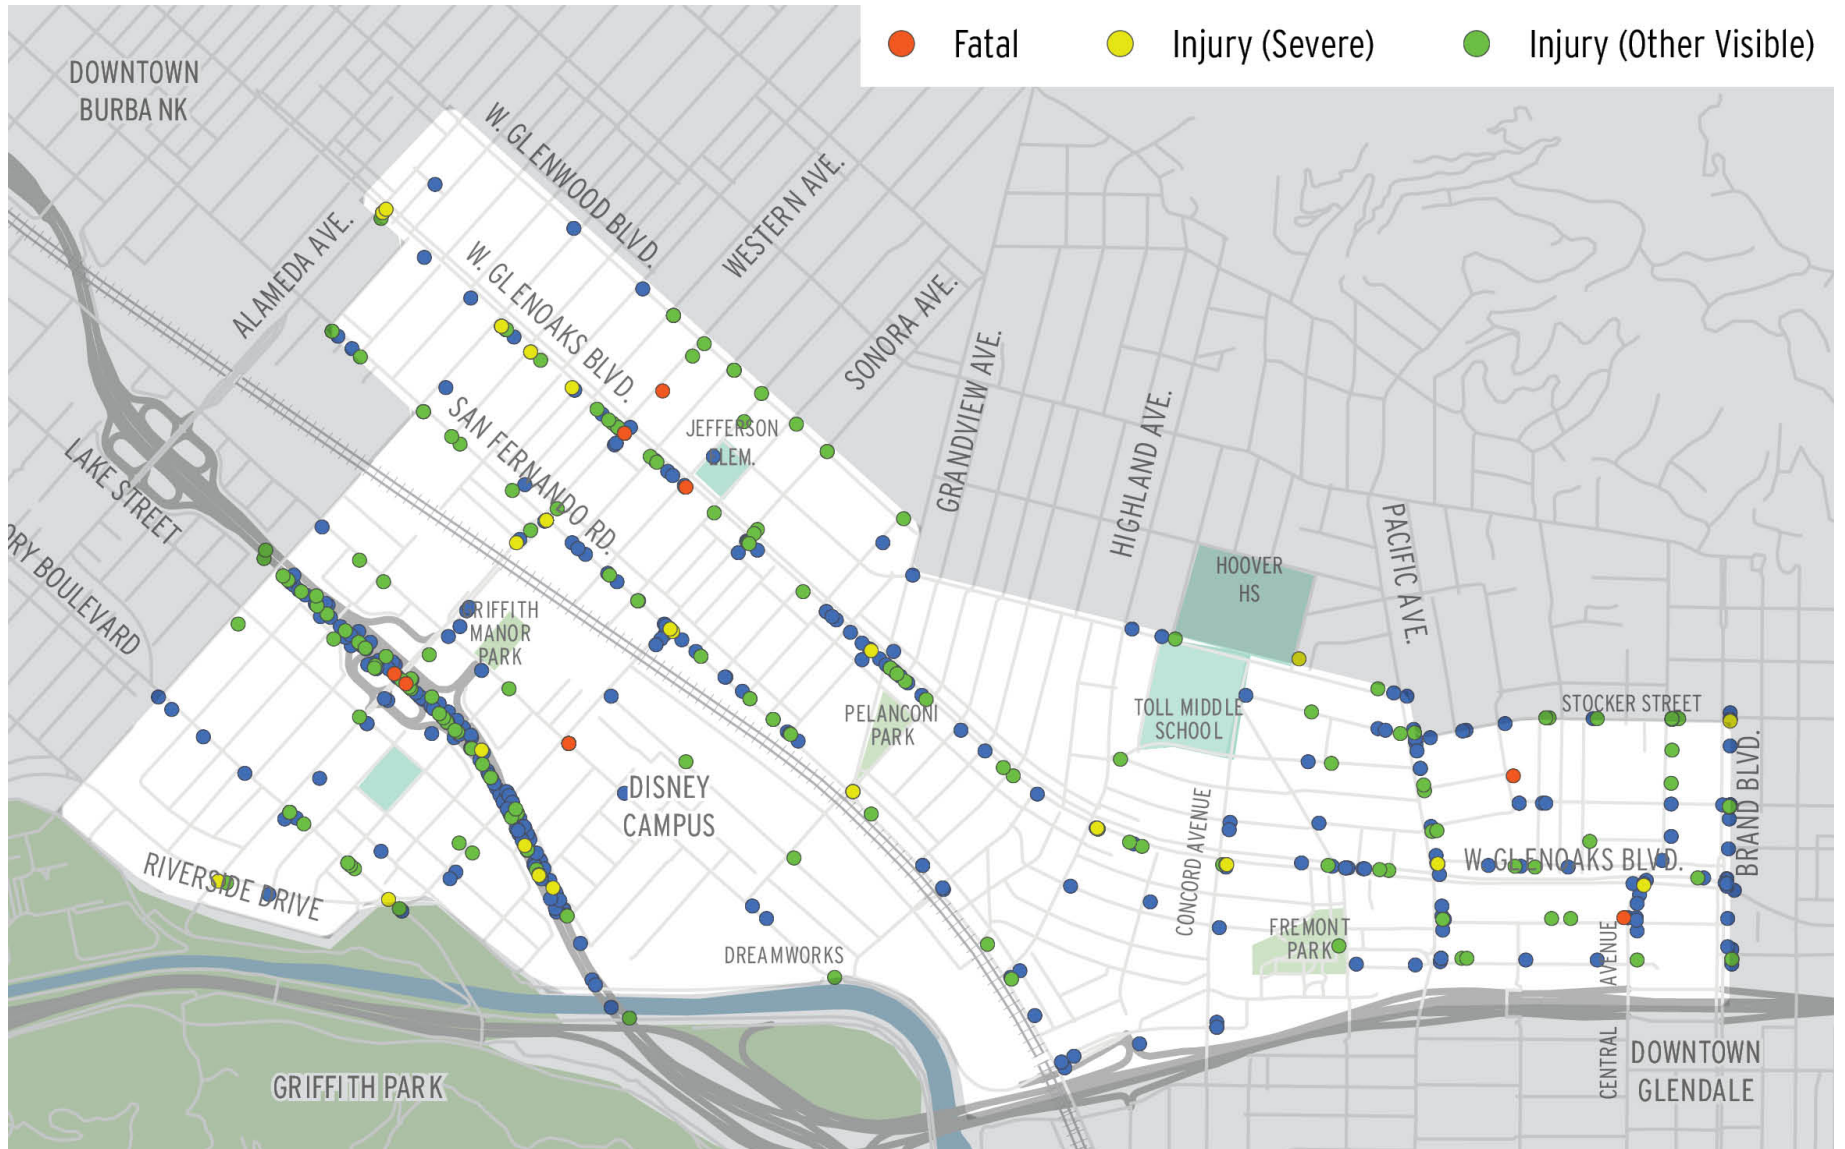 Fatal
Injury (Severe)
Injury (Other Visible)
DOWNTOWN
BURBA NK
W. GLENWOOD BLVD.
WESTERN AVE.
ALAMEDA AVE.
W. GLENOAKS BLVD.
SONORA AVE.
GRANDVIEW AVE.
HIGHLAND AVE.
SAN FERNANDO RD.
JEFFERSON
ELEM.
LAKE STREET
ORY BOULEVARD
PACIFIC AVE.
HOOVER
HS
GRIFFITH
MANOR
PARK
PELANCONI
PARK
TOLL MIDDLE
SCHOOL
STOCKER STREET
DISNEY
CAMPUS
CONCORD AVENUE
BRAND BLVD.
W. GLENOAKS BLVD.
RIVERSIDE DRIVE
FREMONT
PARK
DREAMWORKS
CENTRAL AVENUE
GRIFFITH PARK
DOWNTOWN
GLENDALE